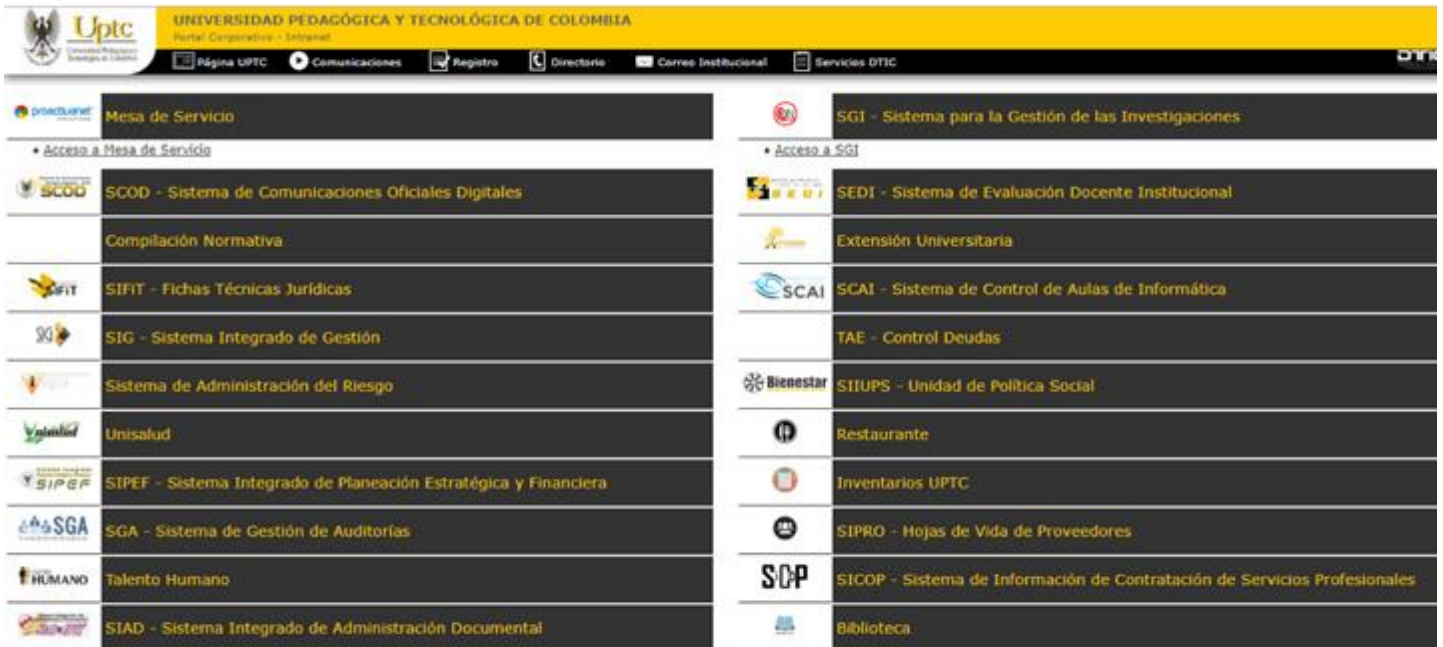 Uptc
UNIVERSIDAD PEDAGÓGICA Y TECNOLÓGICA DE COLOMBIA
Portal Corporativo - Intranet
Página UPTC
Comunicaciones
Registro
Directorio
Correo Institucional
Servicios DTIC
proactivanet
Mesa de Servicio
• Acceso a Mesa de Servicio
SCOD
SCOD - Sistema de Comunicaciones Oficiales Digitales
Compilación Normativa
SIFiT
SIFIT - Fichas Técnicas Jurídicas
SIG - Sistema Integrado de Gestión
Sistema de Administración del Riesgo
Unisalud
Unisalud
SIPEF
SIPEF - Sistema Integrado de Planeación Estratégica y Financiera
SGA
SGA - Sistema de Gestión de Auditorías
HUMANO
Talento Humano
SIAD - Sistema Integrado de Administración Documental
SGI - Sistema para la Gestión de las Investigaciones
• Acceso a SGI
SEDI
SEDI - Sistema de Evaluación Docente Institucional
Extensión Universitaria
SCAI
SCAI - Sistema de Control de Aulas de Informática
TAE - Control Deudas
Bienestar
SIIUPS - Unidad de Política Social
Restaurante
Inventarios UPTC
SIPRO - Hojas de Vida de Proveedores
SICOP - Sistema de Información de Contratación de Servicios Profesionales
Biblioteca